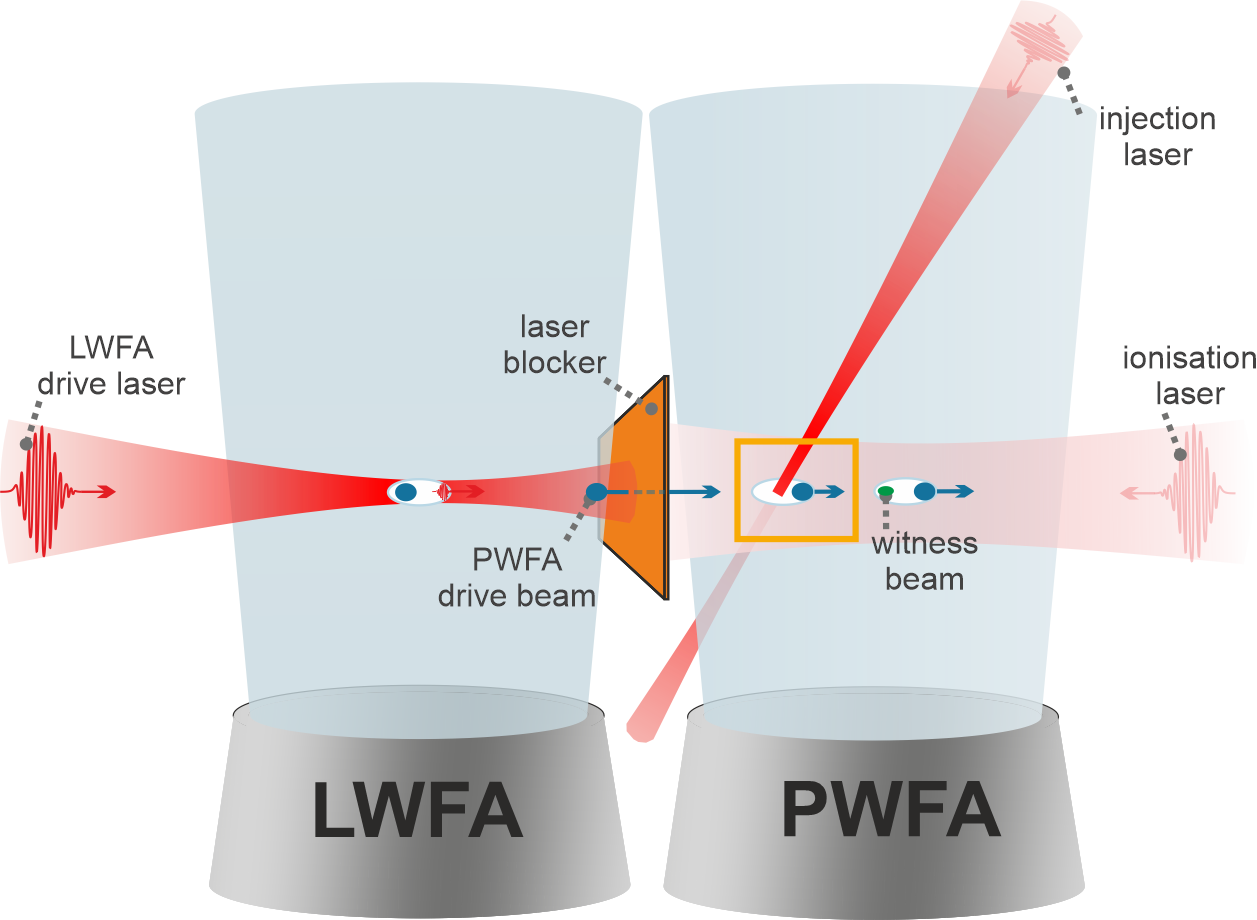 injection
laser
LWFA
drive laser
laser
blocker
ionisation
laser
PWFA
drive beam
witness
beam
LWFA
PWFA